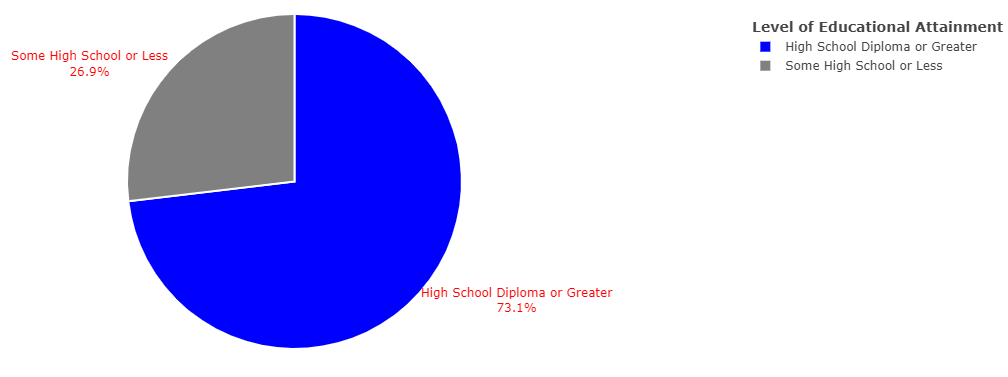 Level of Educational Attainment
High School Diploma or Greater
Some High School or Less
Some High School or Less
26.9%
High School Diploma or Greater
73.1%